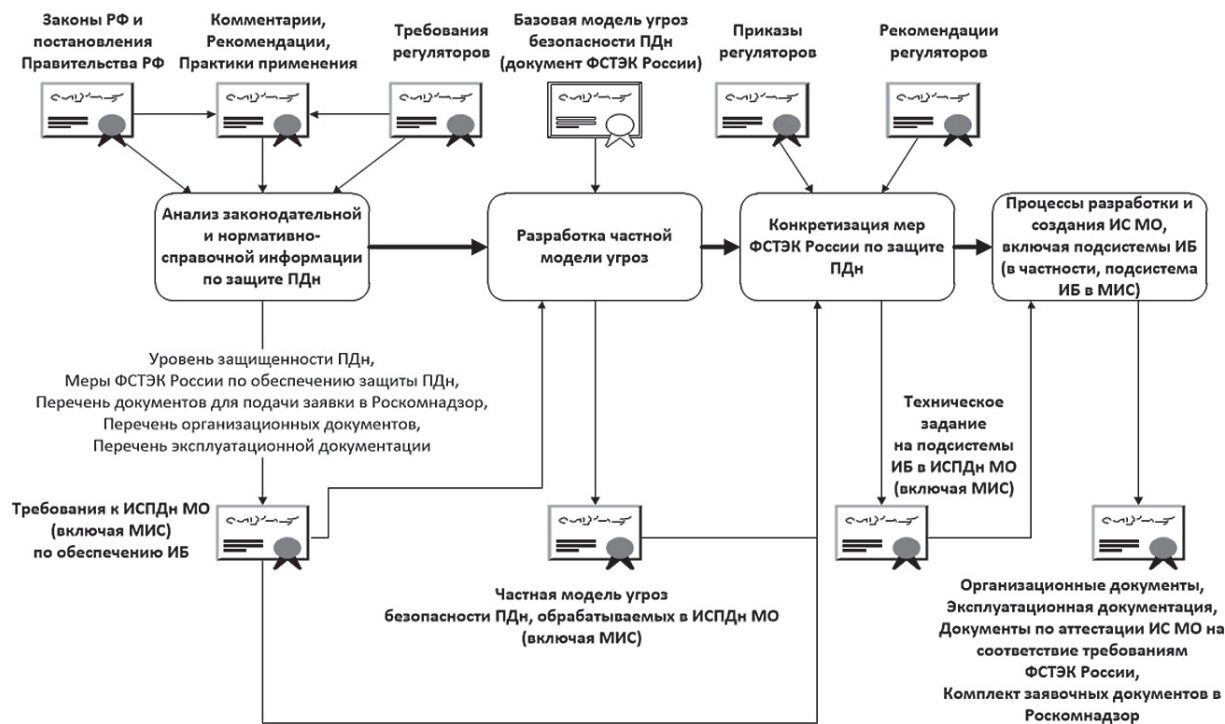 Законы РФ и
постановления
Правительства РФ
Комментарии,
Рекомендации,
Практики применения
Требования
регуляторов
Базовая модель угроз
безопасности ПДн
(документ ФСТЭК России)
Приказы
регуляторов
Рекомендации
регуляторов
Анализ законодательной
и нормативно-
справочной информации
по защите ПДн
Разработка частной
модели угроз
Конкретизация мер
ФСТЭК России по защите
ПДн
Процессы разработки и
создания ИС МО,
включая подсистемы ИБ
(в частности, подсистема
ИБ в МИС)
Уровень защищенности ПДн,
Меры ФСТЭК России по обеспечению защиты ПДн,
Перечень документов для подачи заявки в Роскомнадзор,
Перечень организационных документов,
Перечень эксплуатационной документации
Техническое
задание
на подсистемы
ИБ в ИСПДн МО
(включая МИС)
Требования к ИСПДн МО
(включая МИС)
по обеспечению ИБ
Частная модель угроз
безопасности ПДн, обрабатываемых в ИСПДн МО
(включая МИС)
Организационные документы,
Эксплуатационная документация,
Документы по аттестации ИС МО на
соответствие требованиям
ФСТЭК России,
Комплект заявочных документов в
Роскомнадзор